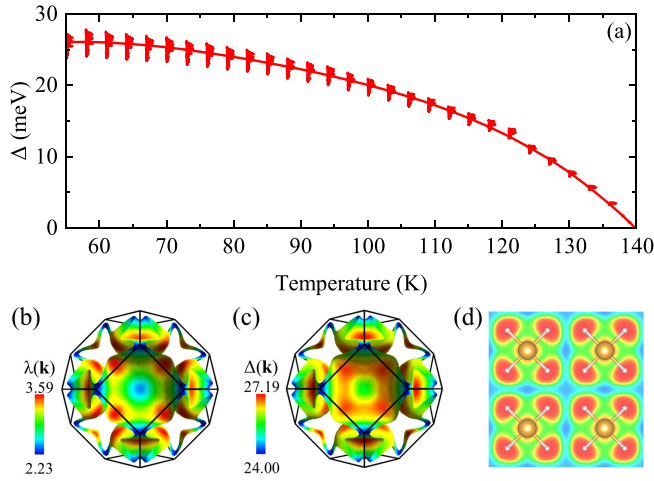 (a)
30
20
10
0
Δ (meV)
60 70 80 90 100 110 120 130 140
Temperature (K)
(b) (c) (d)
λ(k) Δ(k)
3.59 27.19
2.23 24.00